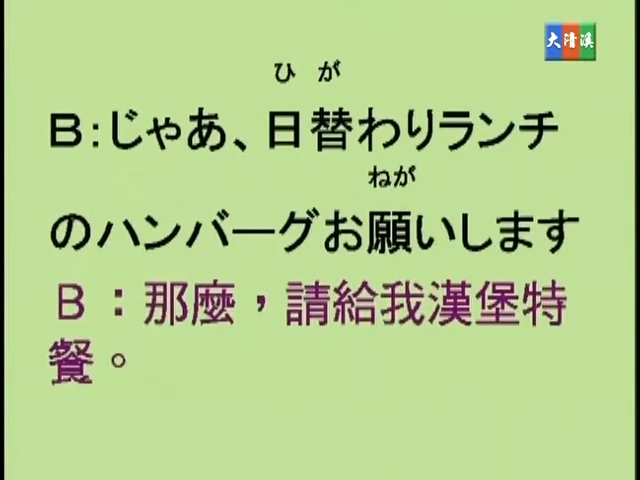 大清溪
ひ が
B:じゃあ、日替わりランチ
ねが
のハンバーグお願いします
B：那麼，請給我漢堡特
餐。